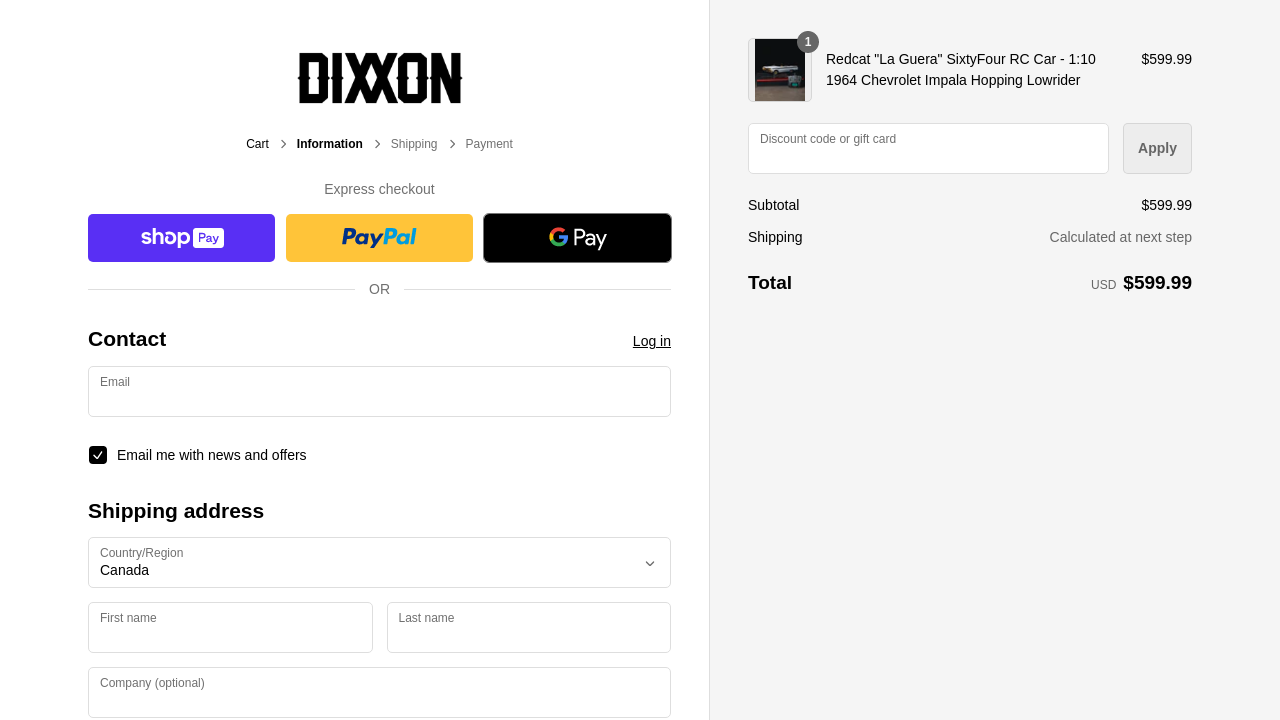 DIXXON
Cart
Information
Shipping
Payment
Express checkout
shop Pay
PayPal
G Pay
OR
Contact
Log in
Email
Email me with news and offers
Shipping address
Country/Region
Canada
First name
Last name
Company (optional)
1
Redcat "La Guera" SixtyFour RC Car - 1:10
1964 Chevrolet Impala Hopping Lowrider
$599.99
Discount code or gift card
Apply
Subtotal
$599.99
Shipping
Calculated at next step
Total
USD $599.99